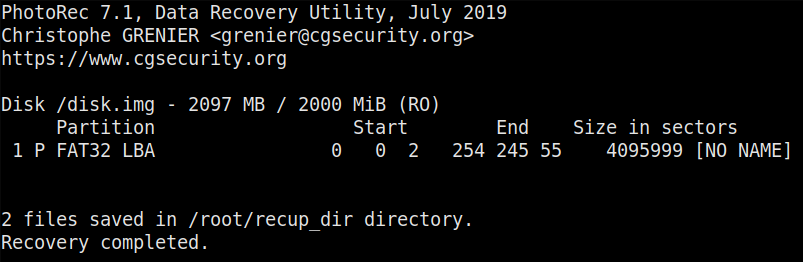 PhotoRec 7.1, Data Recovery Utility, July 2019
Christophe GRENIER <grenier@cgsecurity.org>
https://www.cgsecurity.org
Disk /disk.img - 2097 MB / 2000 MiB (RO)
Partition Start End Size in sectors
1 P FAT32 LBA 0 0 2 254 245 55 4095999 [NO NAME]
2 files saved in /root/recup_dir directory.
Recovery completed.